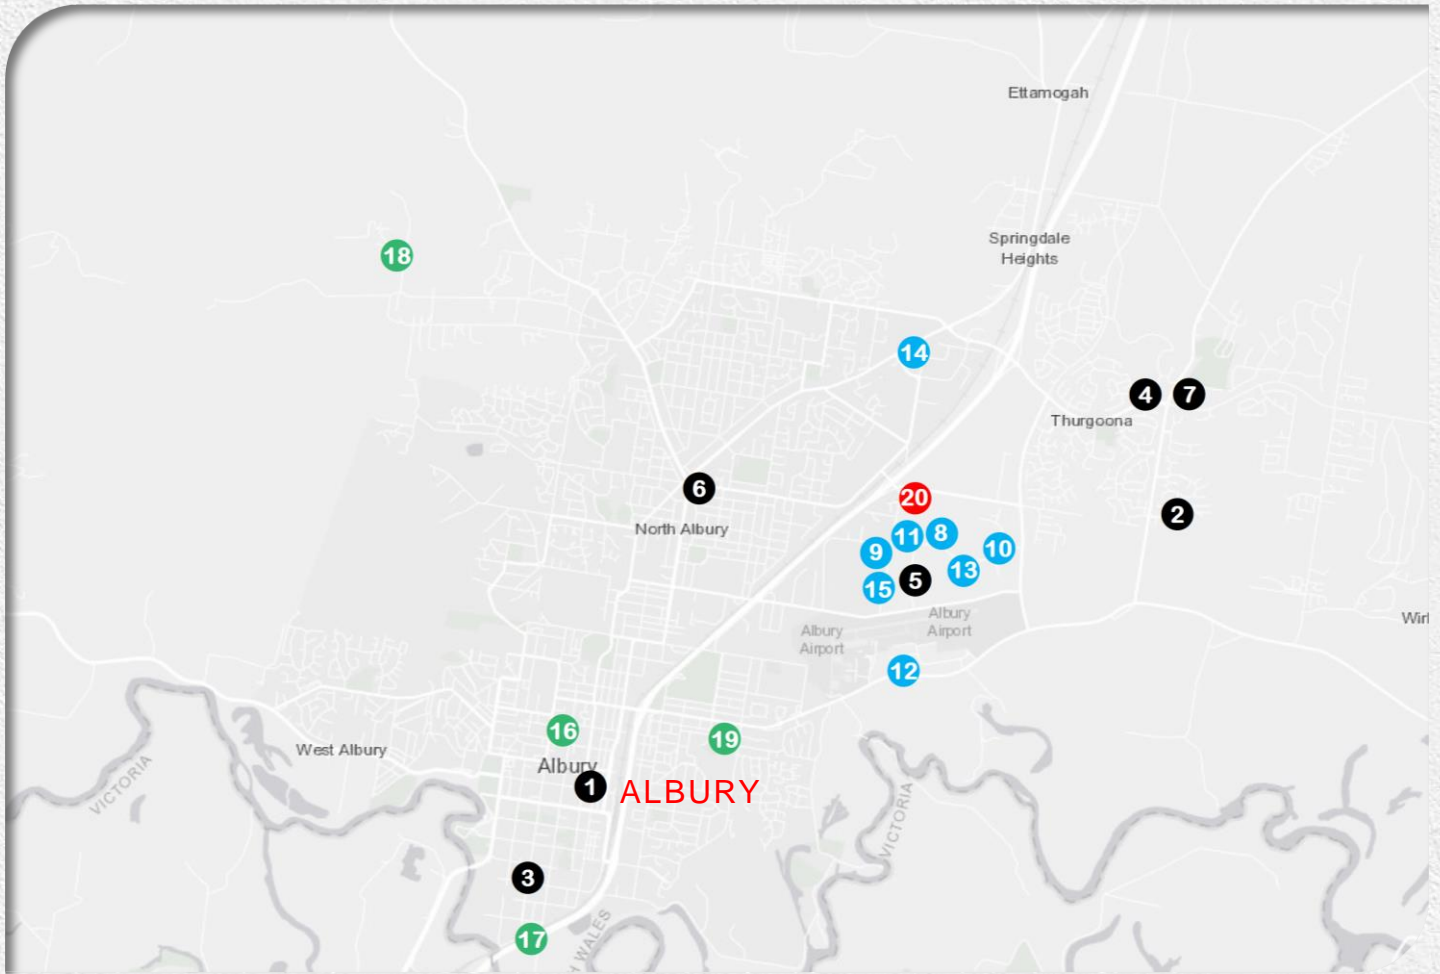 Ettamogah
Springdale
Heights
18
14
4
7
Thurgoona
6
20
2
North Albury
11
8
9
10
13
5
15
Albury
Airport
Albury
Airport
Wirl
12
16
19
West Albury
Albury
VICTORIA
1
ALBURY
VICTORIA
3
17
H WALES